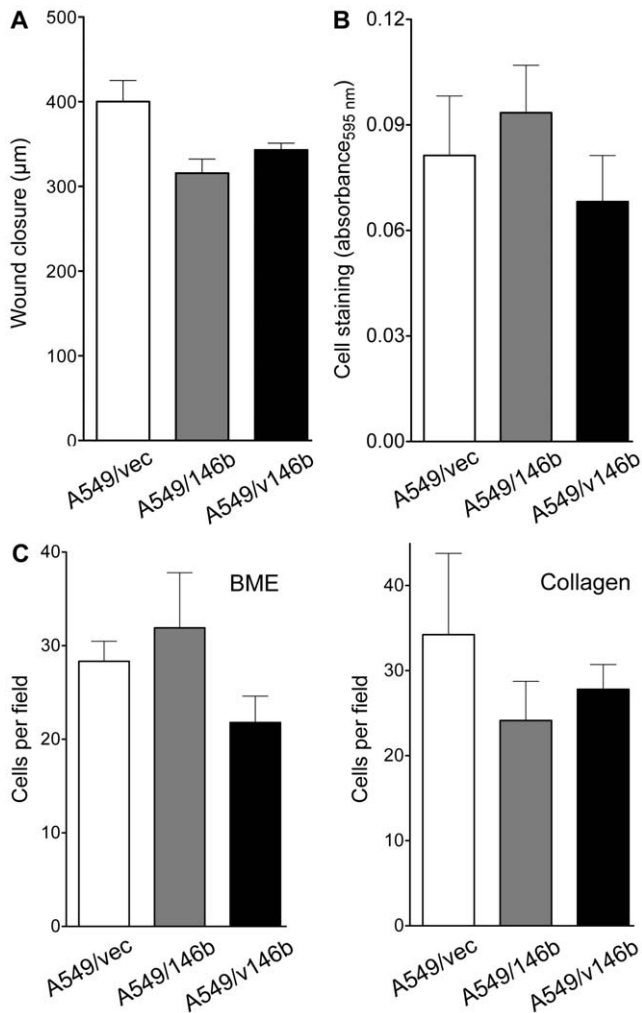 A
Wound closure (µm)
500
400
300
300
100
0
A549/vec
A549/146b
A549/v146b
B
Cell staining (absorbance595 nm)
0.12
0.09
0.06
0.03
0.00
A549/vec
A549/146b
A549/v146b
C
BME
Cells per field
40
30
20
10
0
A549/vec
A549/146b
A549/v146b
Collagen
Cells per field
40
30
20
10
0
A549/vec
A549/146b
A549/v146b